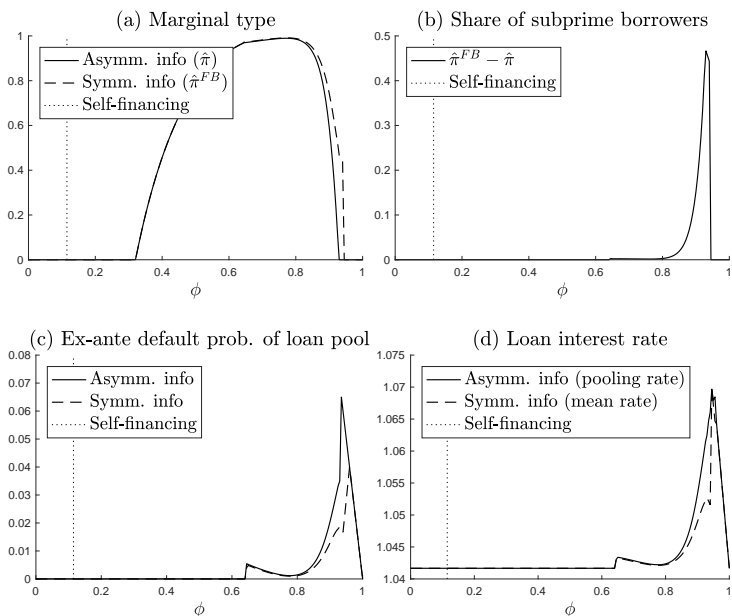 (a) Marginal type
1
0.8
0.6
0.4
0.2
0
0 0.2 0.4 0.6 0.8 1
ϕ
Asymm. info (π̂)
Symm. info (π̂^{FB})
Self-financing
(b) Share of subprime borrowers
0.5
0.4
0.3
0.2
0.1
0
0 0.2 0.4 0.6 0.8 1
ϕ
π̂^{FB} − π̂
Self-financing
(c) Ex-ante default prob. of loan pool
0.08
0.07
0.06
0.05
0.04
0.03
0.02
0.01
0
0 0.2 0.4 0.6 0.8 1
ϕ
Asymm. info
Symm. info
Self-financing
(d) Loan interest rate
1.075
1.07
1.065
1.06
1.055
1.05
1.045
1.04
0 0.2 0.4 0.6 0.8 1
ϕ
Asymm. info (pooling rate)
Symm. info (mean rate)
Self-financing